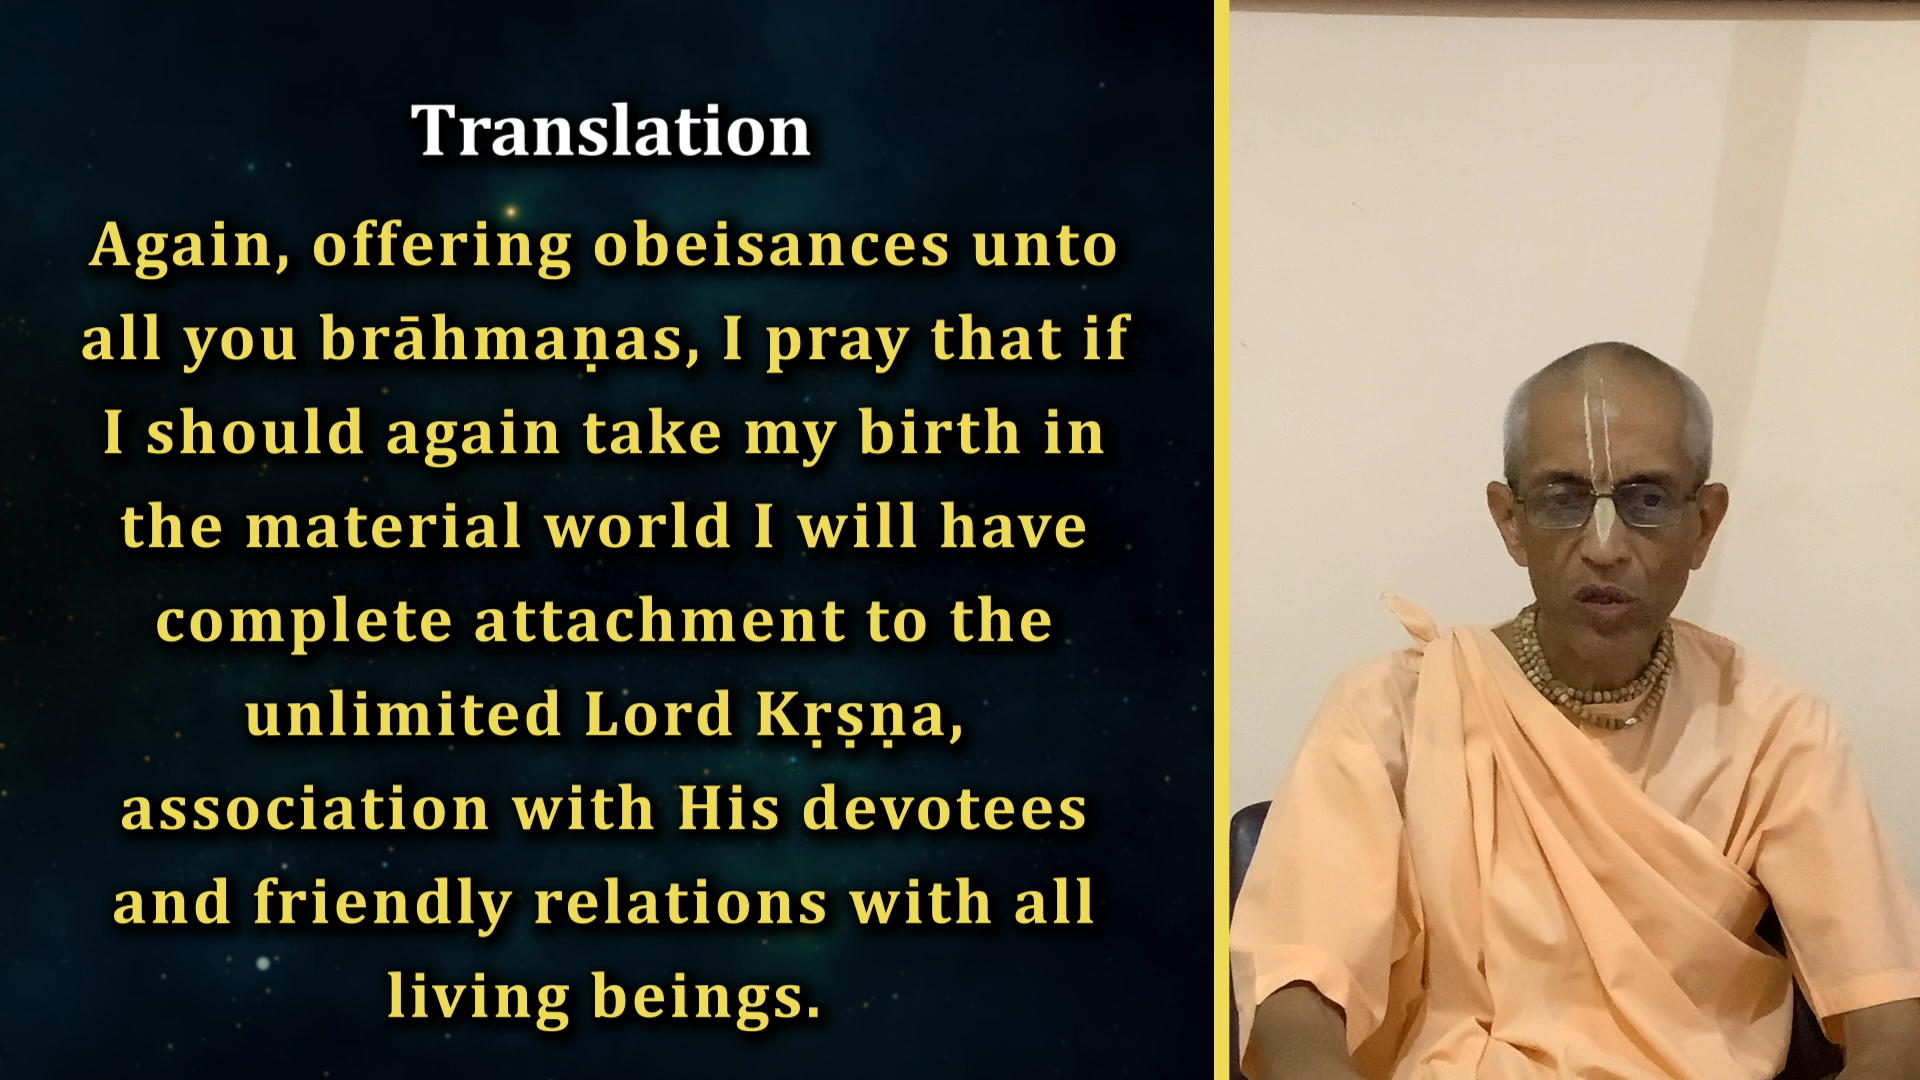 Translation
Again, offering obeisances unto
all you brāhmaṇas, I pray that if
I should again take my birth in
the material world I will have
complete attachment to the
unlimited Lord Kṛṣṇa,
association with His devotees
and friendly relations with all
living beings.